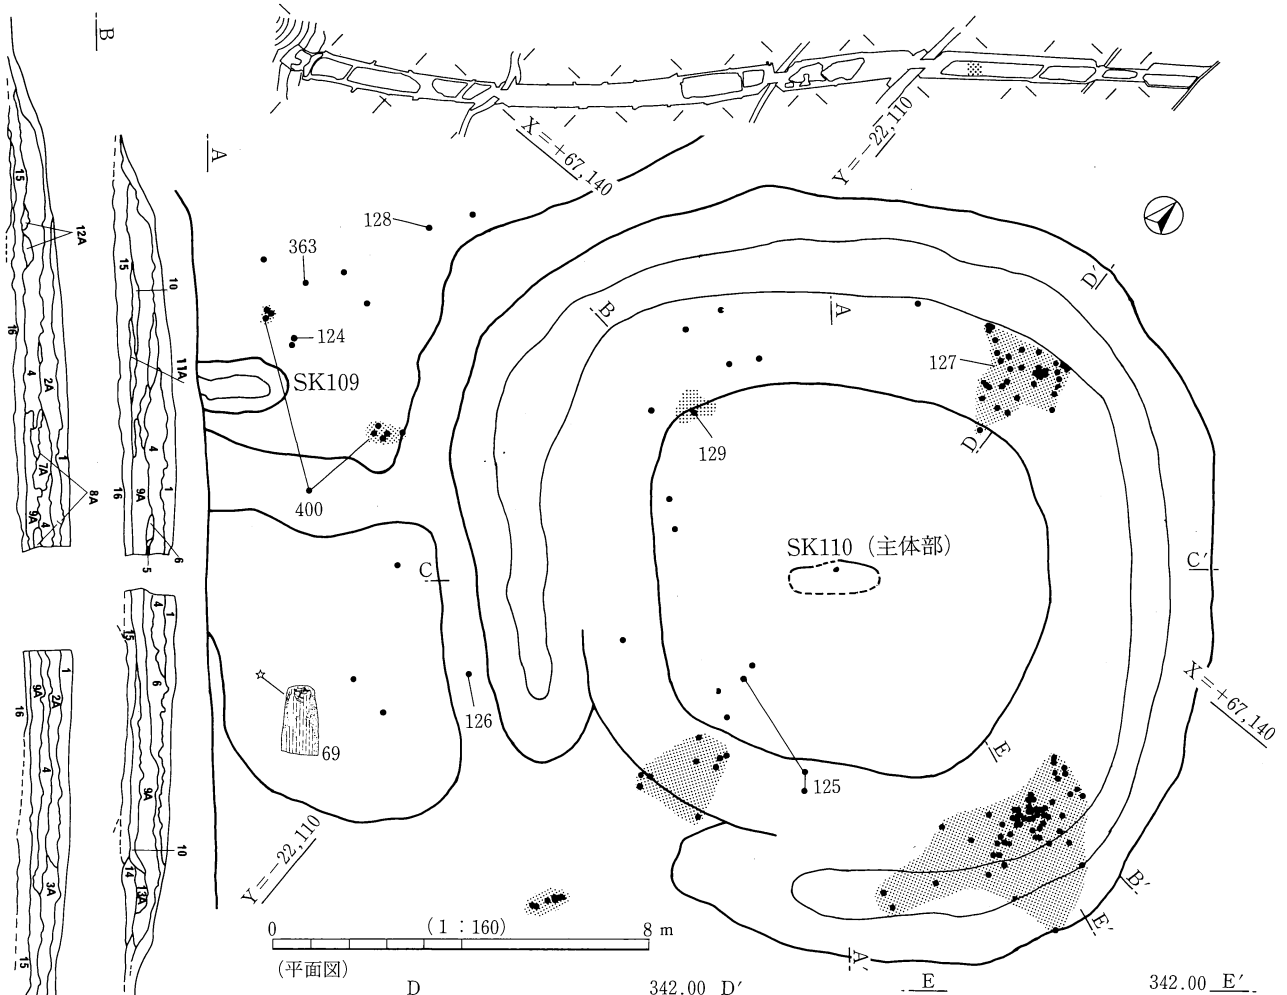 B
A
X＝+67,140
Y＝−22,110
128
363
124
SK109
400
B
A
127
D
D′
129
SK110（主体部）
C
C′
126
69
125
E
X＝+67,140
Y＝−22,110
B′
E′
A′
0 （1：160） 8 m
（平面図）
D 342.00 D′
E 342.00 E′
15
12A
16
4
2A
1
7A
8A
9A
4
15
10
11A
4
16
9A
1
6
5
1
9A
2A
16
4
3A
15
4
1
15
6
9A
10
14
13A